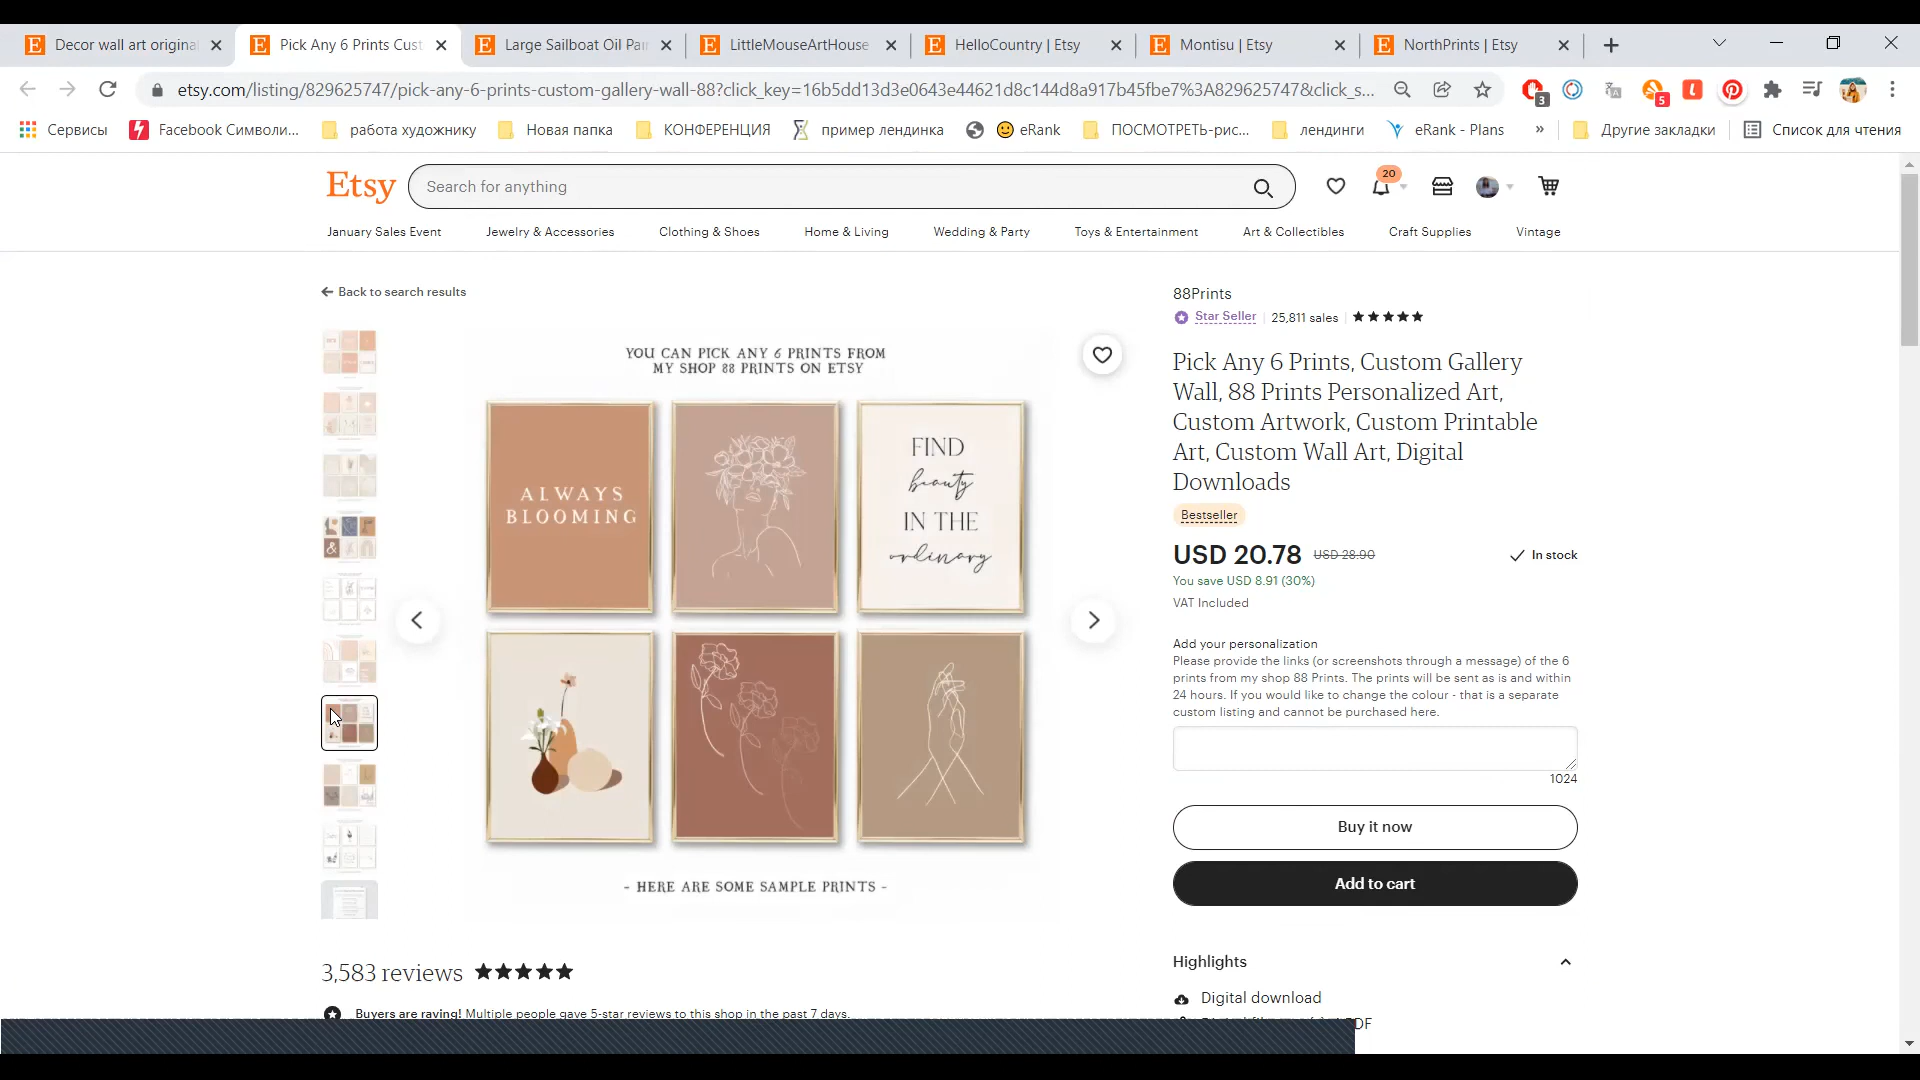 Decor wall art origina
Pick Any 6 Prints Cust
Large Sailboat Oil Pai
LittleMouseArtHouse
HelloCountry | Etsy
Montisu | Etsy
NorthPrints | Etsy
etsy.com/listing/829625747/pick-any-6-prints-custom-gallery-wall-88?click_key=16b5dd13d3e0643e44621d8c144d8a917b45fbe7%3A829625747&click_s...
3
5
Сервисы
Facebook Символи...
работа художнику
Новая папка
КОНФЕРЕНЦИЯ
пример лендинка
eRank
ПОСМОТРЕТЬ-рис...
лендинги
eRank - Plans
»
Другие закладки
Список для чтения
Etsy
Search for anything
20
January Sales Event
Jewelry & Accessories
Clothing & Shoes
Home & Living
Wedding & Party
Toys & Entertainment
Art & Collectibles
Craft Supplies
Vintage
Back to search results
YOU CAN PICK ANY 6 PRINTS FROM
MY SHOP 88 PRINTS ON ETSY
ALWAYS
BLOOMING
FIND
beauty
IN THE
ordinary
- HERE ARE SOME SAMPLE PRINTS -
88Prints
Star Seller
25,811 sales
Pick Any 6 Prints, Custom Gallery
Wall, 88 Prints Personalized Art,
Custom Artwork, Custom Printable
Art, Custom Wall Art, Digital
Downloads
Bestseller
USD 20.78
USD 28.90
In stock
You save USD 8.91 (30%)
VAT Included
Add your personalization
Please provide the links (or screenshots through a message) of the 6
prints from my shop 88 Prints. The prints will be sent as is and within
24 hours. If you would like to change the colour - that is a separate
custom listing and cannot be purchased here.
1024
Buy it now
Add to cart
Highlights
Digital download
3,583 reviews
Buyers are raving! Multiple people gave 5-star reviews to this shop in the past 7 days.